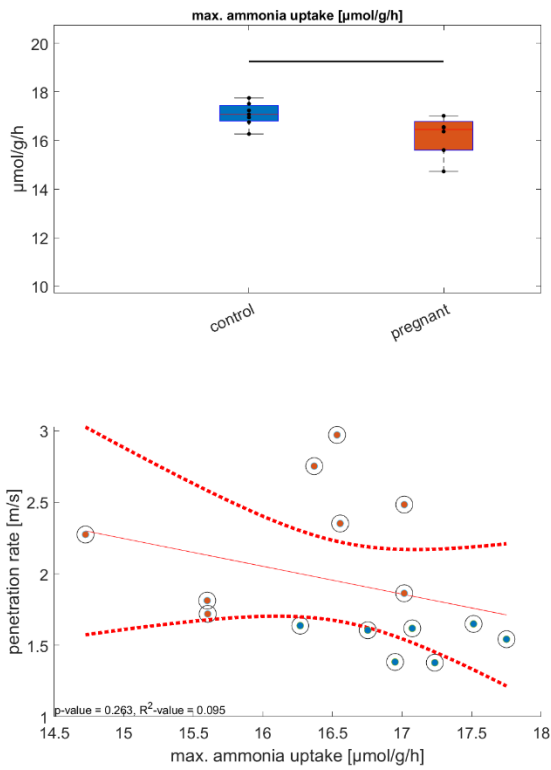 max. ammonia uptake [µmol/g/h]
20
18
16
14
12
10
µmol/g/h
control
pregnant
3
2.5
2
1.5
1
penetration rate [m/s]
p-value = 0.263, R²-value = 0.095
14.5 15 15.5 16 16.5 17 17.5 18
max. ammonia uptake [µmol/g/h]